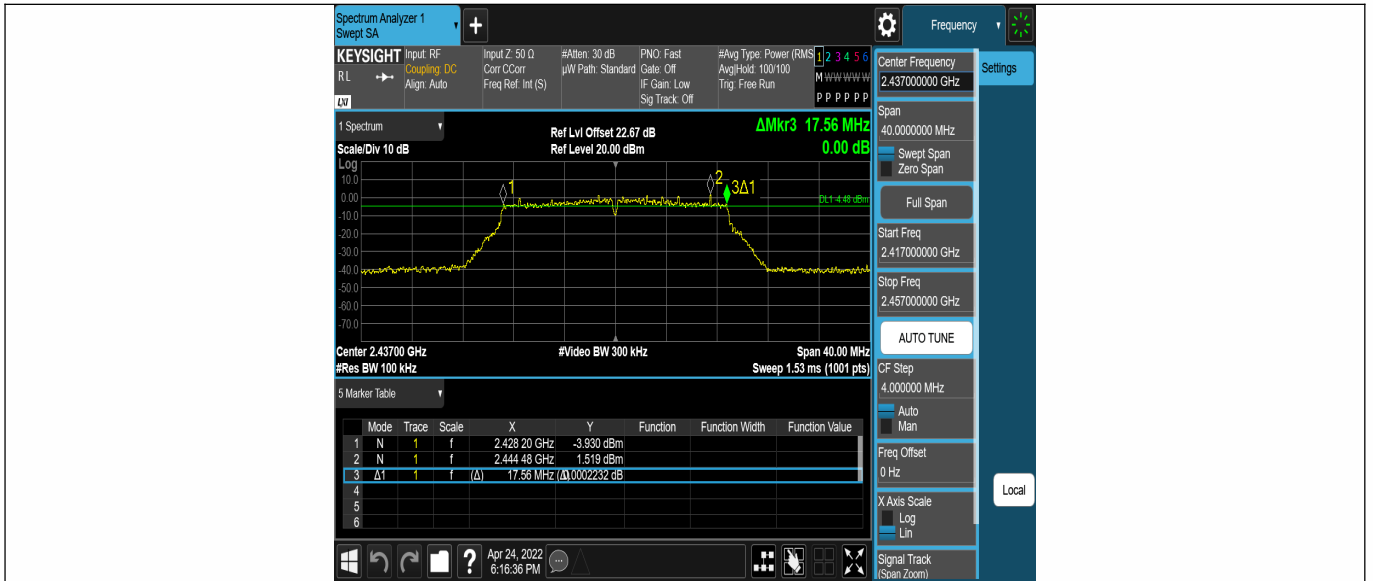 Spectrum Analyzer 1
Swept SA
+
Frequency
KEYSIGHT
R L
LXI
Input: RF
Coupling: DC
Align: Auto
Input Z: 50 Ω
Corr CCorr
Freq Ref: Int (S)
#Atten: 30 dB
µW Path: Standard
PNO: Fast
Gate: Off
IF Gain: Low
Sig Track: Off
#Avg Type: Power (RMS
Avg|Hold: 100/100
Trig: Free Run
1 2 3 4 5 6
M W W W W W
P P P P P P
1 Spectrum
Scale/Div 10 dB
Ref Lvl Offset 22.67 dB
Ref Level 20.00 dBm
ΔMkr3 17.56 MHz
0.00 dB
Log
10.0
0.00
-10.0
-20.0
-30.0
-40.0
-50.0
-60.0
-70.0
1
2
3Δ1
DL1 -4.48 dBm
Center 2.43700 GHz
#Video BW 300 kHz
Span 40.00 MHz
#Res BW 100 kHz
Sweep 1.53 ms (1001 pts)
5 Marker Table
Mode Trace Scale X Y Function Function Width Function Value
1 N 1 f 2.428 20 GHz -3.930 dBm
2 N 1 f 2.444 48 GHz 1.519 dBm
3 Δ1 1 f (Δ) 17.56 MHz (Δ) 0.0002232 dB
4
5
6
Apr 24, 2022
6:16:36 PM
?
Center Frequency
2.437000000 GHz
Settings
Span
40.0000000 MHz
Swept Span
Zero Span
Full Span
Start Freq
2.417000000 GHz
Stop Freq
2.457000000 GHz
AUTO TUNE
CF Step
4.000000 MHz
Auto
Man
Freq Offset
0 Hz
X Axis Scale
Log
Lin
Signal Track
(Span Zoom)
Local